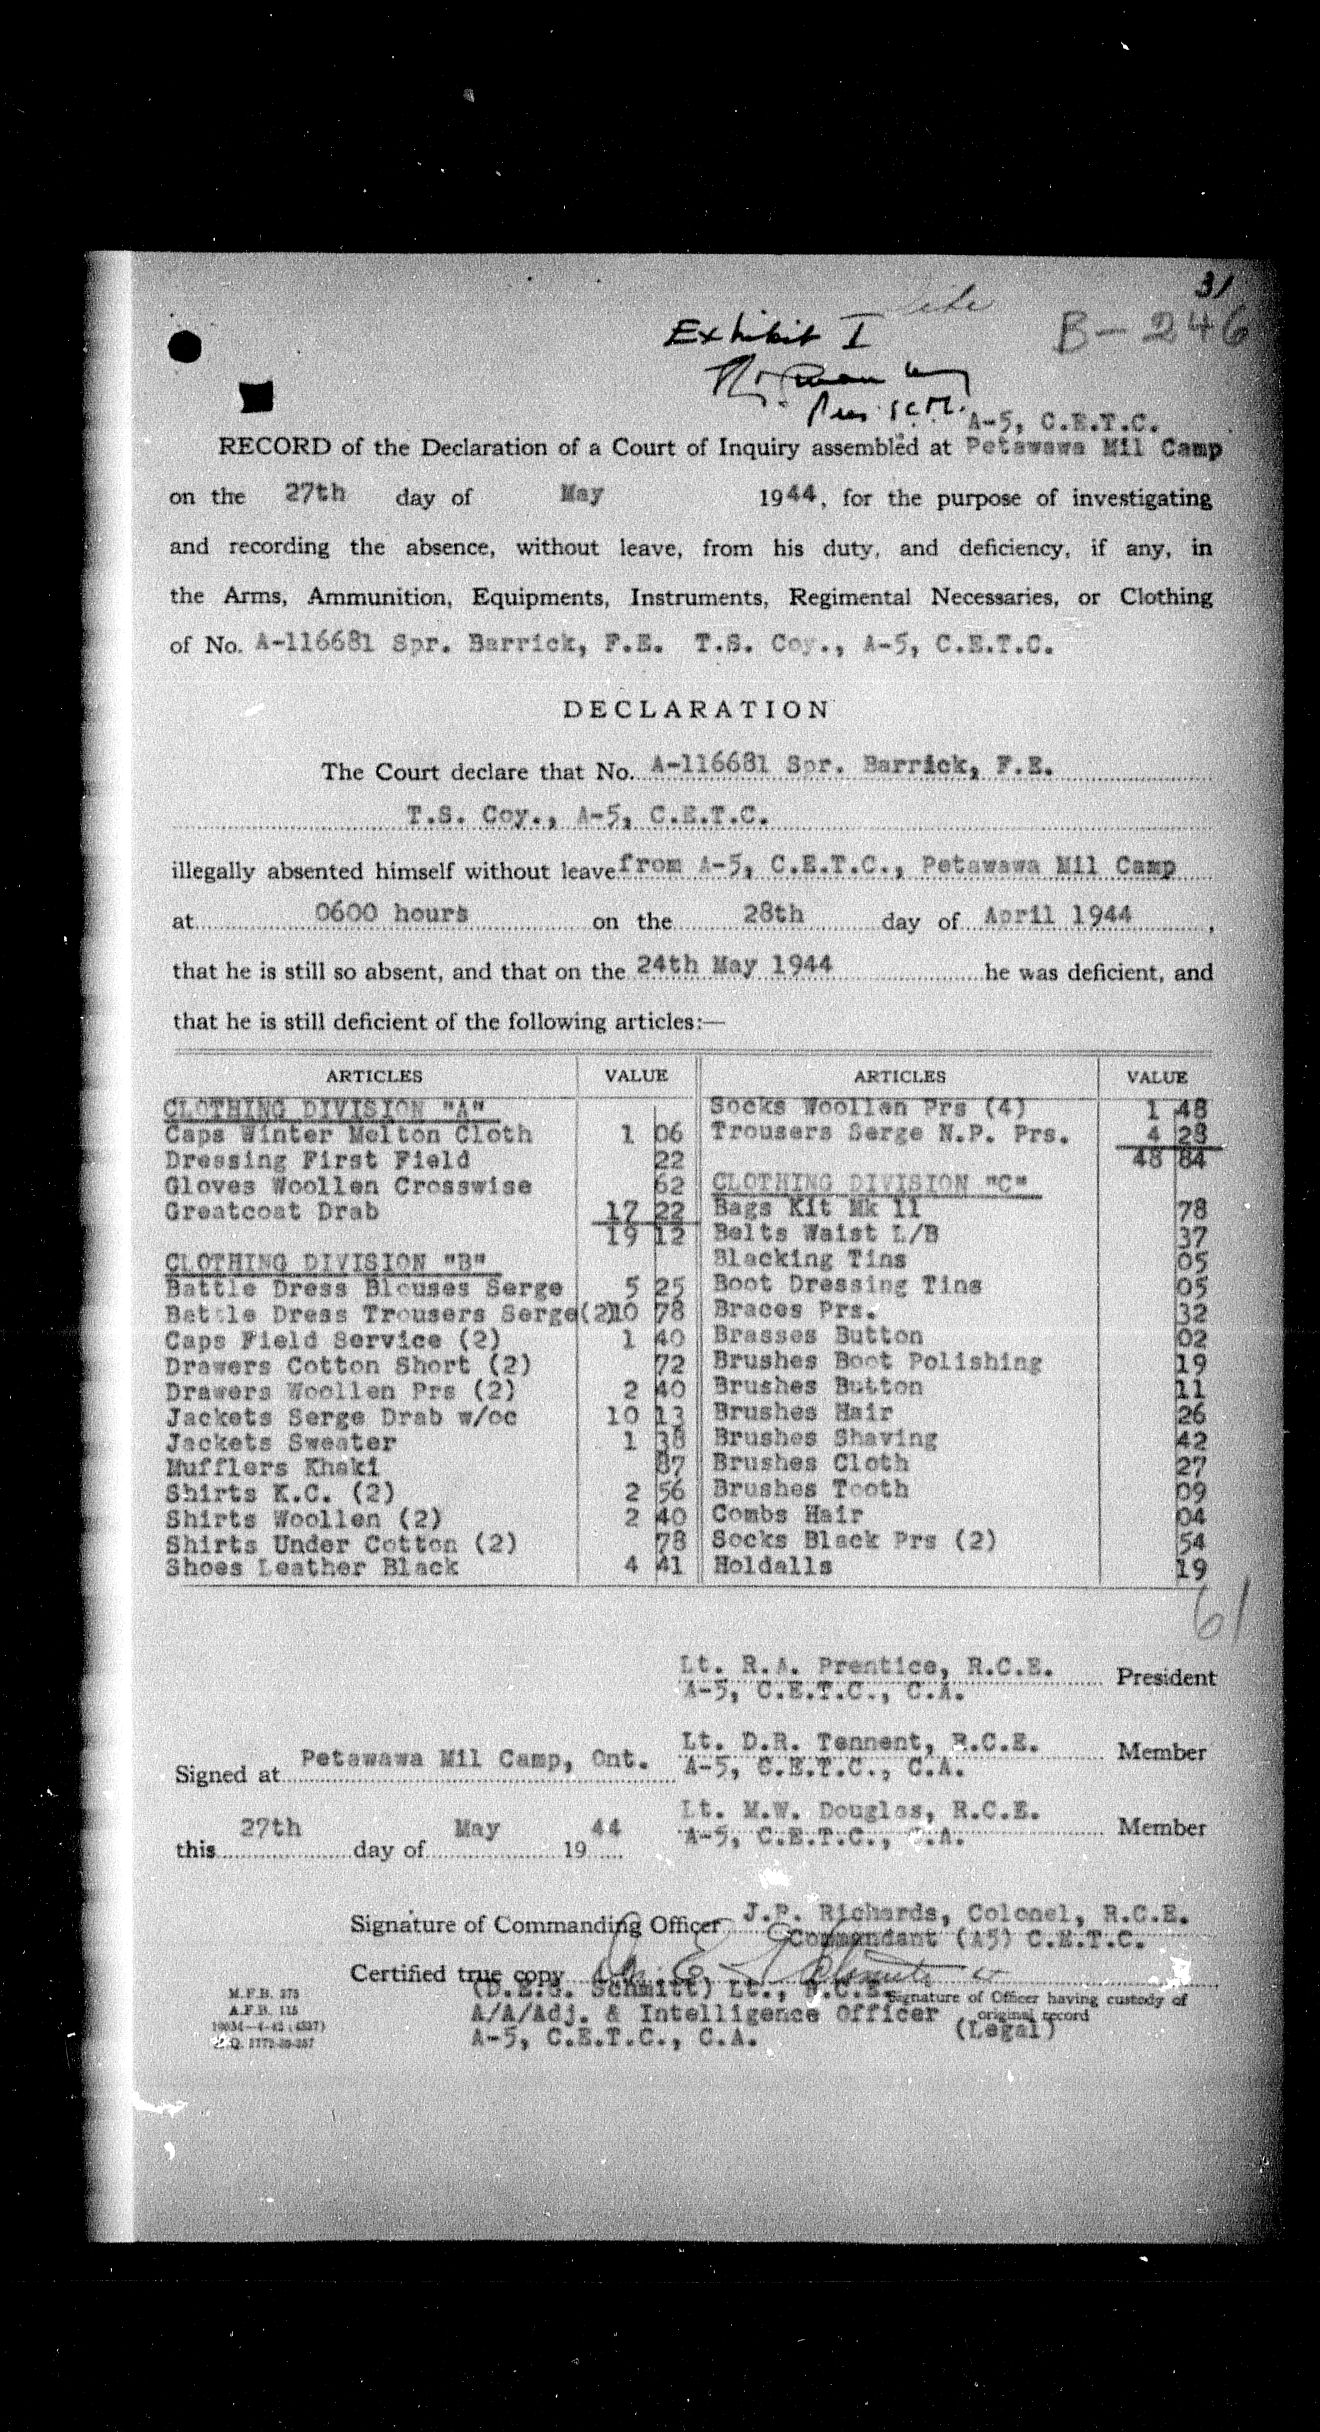 31
Exhibit I
B-246
A-5, C.E.T.C.
RECORD of the Declaration of a Court of Inquiry assembled at Petawawa Mil Camp
on the 27th day of May 1944, for the purpose of investigating
and recording the absence, without leave, from his duty, and deficiency, if any, in
the Arms, Ammunition, Equipments, Instruments, Regimental Necessaries, or Clothing
of No. A-116681 Spr. Barrick, F.E. T.S. Coy., A-5, C.E.T.C.
DECLARATION
The Court declare that No. A-116681 Spr. Barrick, F.E.
T.S. Coy., A-5, C.E.T.C.
illegally absented himself without leave from A-5, C.E.T.C., Petawawa Mil Camp
at 0600 hours on the 28th day of April 1944,
that he is still so absent, and that on the 24th May 1944 he was deficient, and
that he is still deficient of the following articles:—
ARTICLES VALUE
CLOTHING DIVISION "A"
Caps Winter Melton Cloth 1 06
Dressing First Field 22
Gloves Woollen Crosswise 62
Greatcoat Drab 17 22
19 12
CLOTHING DIVISION "B"
Battle Dress Blouses Serge 5 25
Battle Dress Trousers Serge(2) 10 78
Caps Field Service (2) 1 40
Drawers Cotton Short (2) 72
Drawers Woollen Prs (2) 2 40
Jackets Serge Drab w/oc 10 13
Jackets Sweater 1 38
Mufflers Khaki 87
Shirts K.C. (2) 2 56
Shirts Woollen (2) 2 40
Shirts Under Cotton (2) 78
Shoes Leather Black 4 41
ARTICLES VALUE
Socks Woollen Prs (4) 1 48
Trousers Serge N.P. Prs. 4 28
48 84
CLOTHING DIVISION "C"
Bags Kit Mk 11 78
Belts Waist L/B 37
Blacking Tins 05
Boot Dressing Tins 05
Braces Prs. 32
Brasses Button 02
Brushes Boot Polishing 19
Brushes Button 11
Brushes Hair 26
Brushes Shaving 42
Brushes Cloth 27
Brushes Tooth 09
Combs Hair 04
Socks Black Prs (2) 54
Holdalls 19
61
Lt. R.A. Prentice, R.C.E. President
A-5, C.E.T.C., C.A.
Lt. D.R. Tennent, R.C.E. Member
Signed at Petawawa Mil Camp, Ont. A-5, C.E.T.C., C.A.
Lt. M.W. Douglas, R.C.E. Member
A-5, C.E.T.C., C.A.
this 27th day of May 19 44
Signature of Commanding Officer J.P. Richards, Colonel, R.C.E.
Commandant (A5) C.E.T.C.
Certified true copy
(D.E.S. Schmitt) Lt., R.C.E. Signature of Officer having custody of
A/A/Adj. & Intelligence Officer original record
A-5, C.E.T.C., C.A. (Legal)
M.F.B. 375
A.F.B. 115